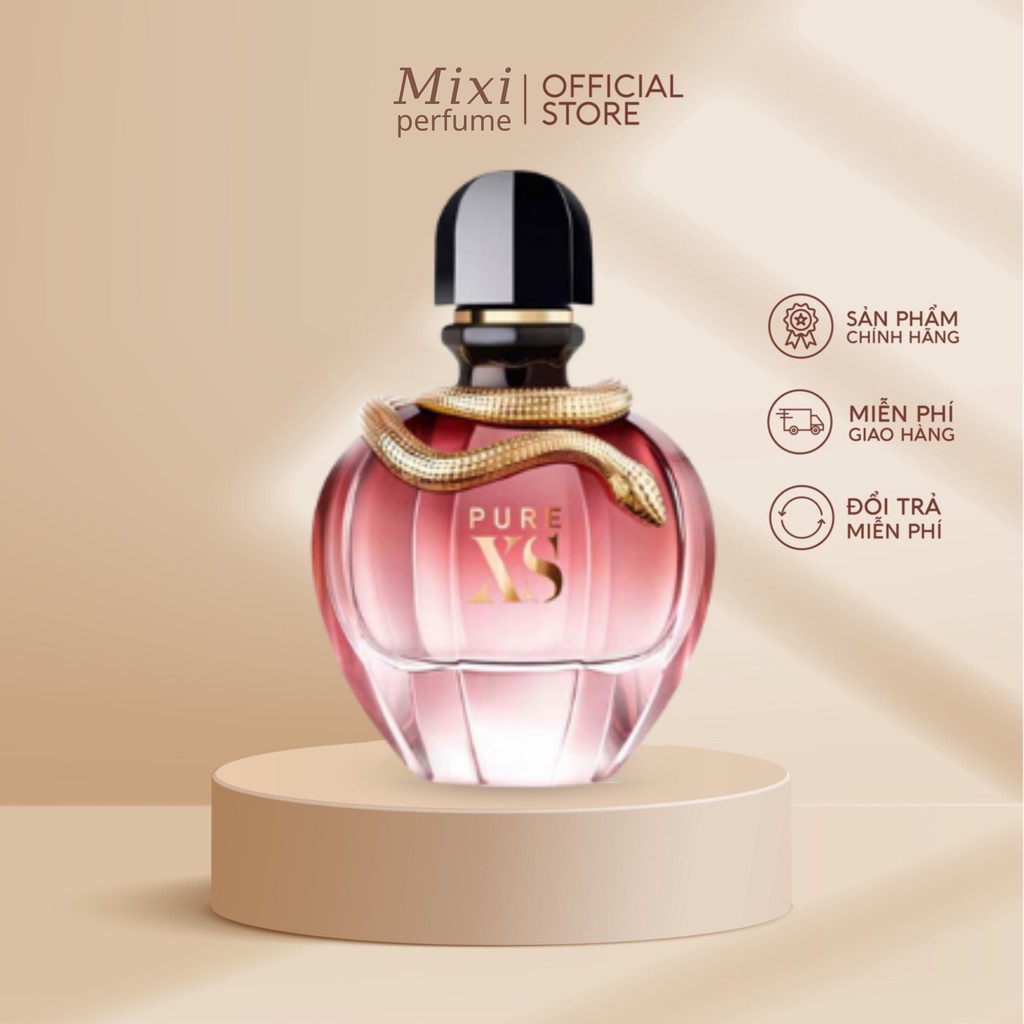 Mixi
perfume
OFFICIAL
STORE
SẢN PHẨM
CHÍNH HÃNG
MIỄN PHÍ
GIAO HÀNG
ĐỔI TRẢ
MIỄN PHÍ
PURE
XS